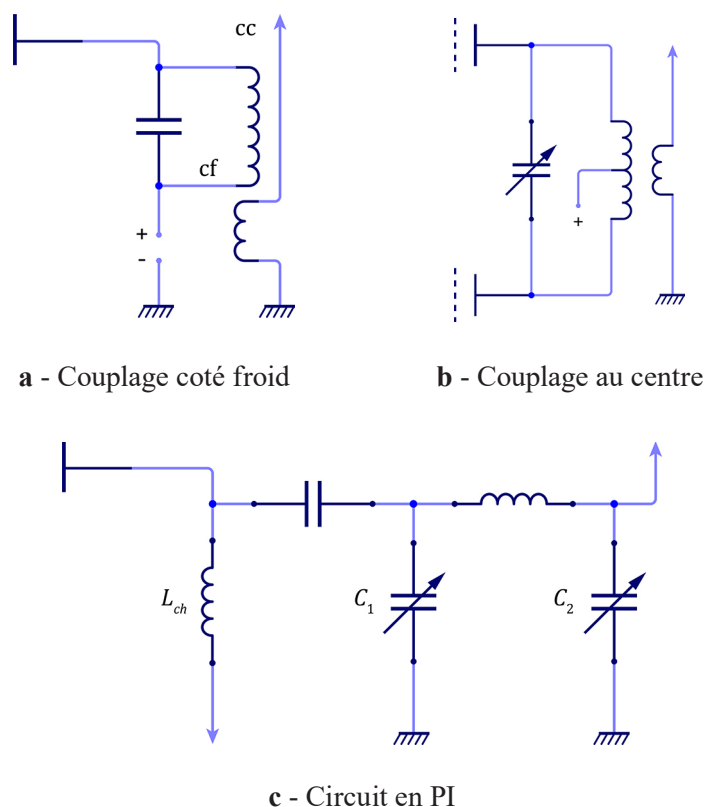 cc
cf
+
-
+
a - Couplage coté froid
b - Couplage au centre
L_ch
C_1
C_2
c - Circuit en PI